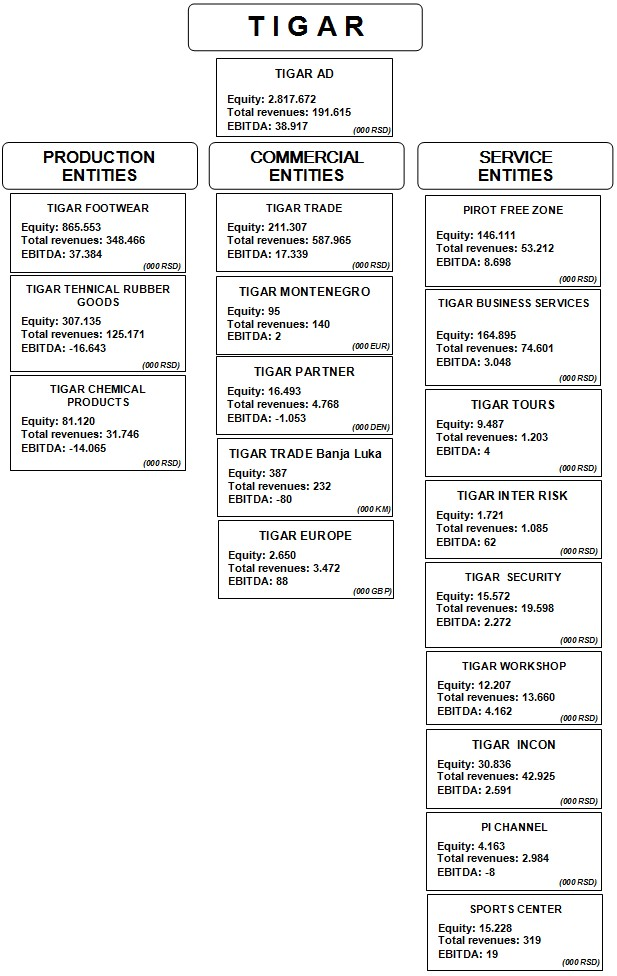 T I G A R
TIGAR AD
Equity: 2.817.672
Total revenues: 191.615
EBITDA: 38.917
(000 RSD)
PRODUCTION
ENTITIES
TIGAR FOOTWEAR
Equity: 865.553
Total revenues: 348.466
EBITDA: 37.384
(000 RSD)
TIGAR TEHNICAL RUBBER
GOODS
Equity: 307.135
Total revenues: 125.171
EBITDA: -16.643
(000 RSD)
TIGAR CHEMICAL
PRODUCTS
Equity: 81.120
Total revenues: 31.746
EBITDA: -14.065
(000 RSD)
COMMERCIAL
ENTITIES
TIGAR TRADE
Equity: 211.307
Total revenues: 587.965
EBITDA: 17.339
(000 RSD)
TIGAR MONTENEGRO
Equity: 95
Total revenues: 140
EBITDA: 2
(000 EUR)
TIGAR PARTNER
Equity: 16.493
Total revenues: 4.768
EBITDA: -1.053
(000 DEN)
TIGAR TRADE Banja Luka
Equity: 387
Total revenues: 232
EBITDA: -80
(000 KM)
TIGAR EUROPE
Equity: 2.650
Total revenues: 3.472
EBITDA: 88
(000 GBP)
SERVICE
ENTITIES
PIROT FREE ZONE
Equity: 146.111
Total revenues: 53.212
EBITDA: 8.698
(000 RSD)
TIGAR BUSINESS SERVICES
Equity: 164.895
Total revenues: 74.601
EBITDA: 3.048
(000 RSD)
TIGAR TOURS
Equity: 9.487
Total revenues: 1.203
EBITDA: 4
(000 RSD)
TIGAR INTER RISK
Equity: 1.721
Total revenues: 1.085
EBITDA: 62
(000 RSD)
TIGAR SECURITY
Equity: 15.572
Total revenues: 19.598
EBITDA: 2.272
(000 RSD)
TIGAR WORKSHOP
Equity: 12.207
Total revenues: 13.660
EBITDA: 4.162
(000 RSD)
TIGAR INCON
Equity: 30.836
Total revenues: 42.925
EBITDA: 2.591
(000 RSD)
PI CHANNEL
Equity: 4.163
Total revenues: 2.984
EBITDA: -8
(000 RSD)
SPORTS CENTER
Equity: 15.228
Total revenues: 319
EBITDA: 19
(000 RSD)